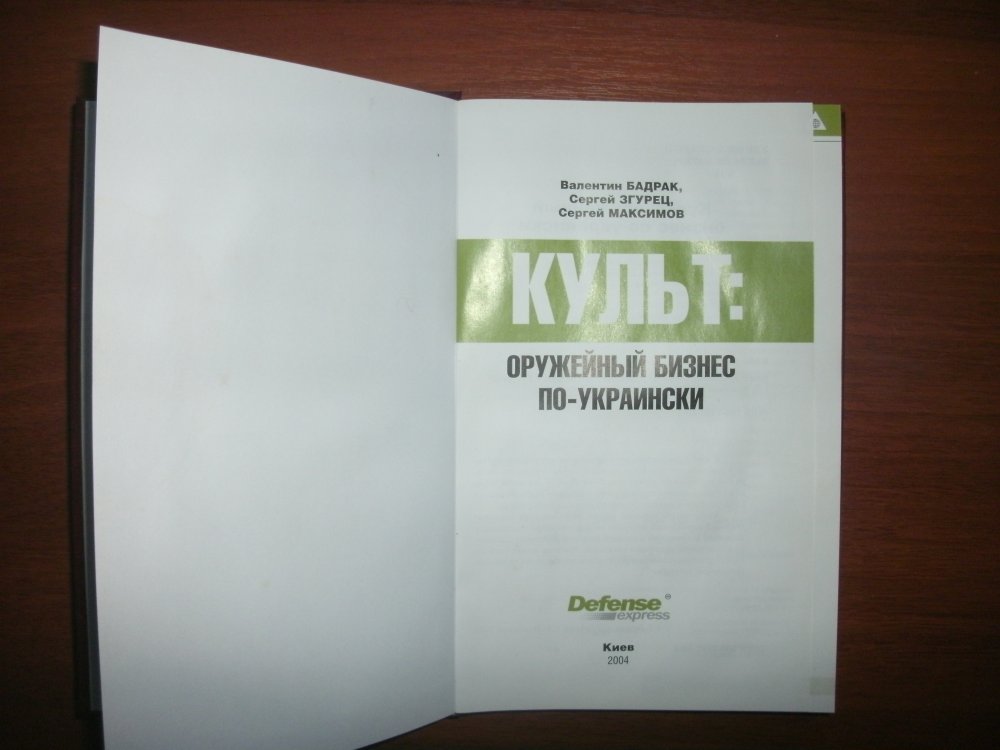 Валентин БАДРАК,
Сергей ЗГУРЕЦ,
Сергей МАКСИМОВ
КУЛЬТ:
ОРУЖЕЙНЫЙ БИЗНЕС
ПО-УКРАИНСКИ
Defense ®
express
Киев
2004